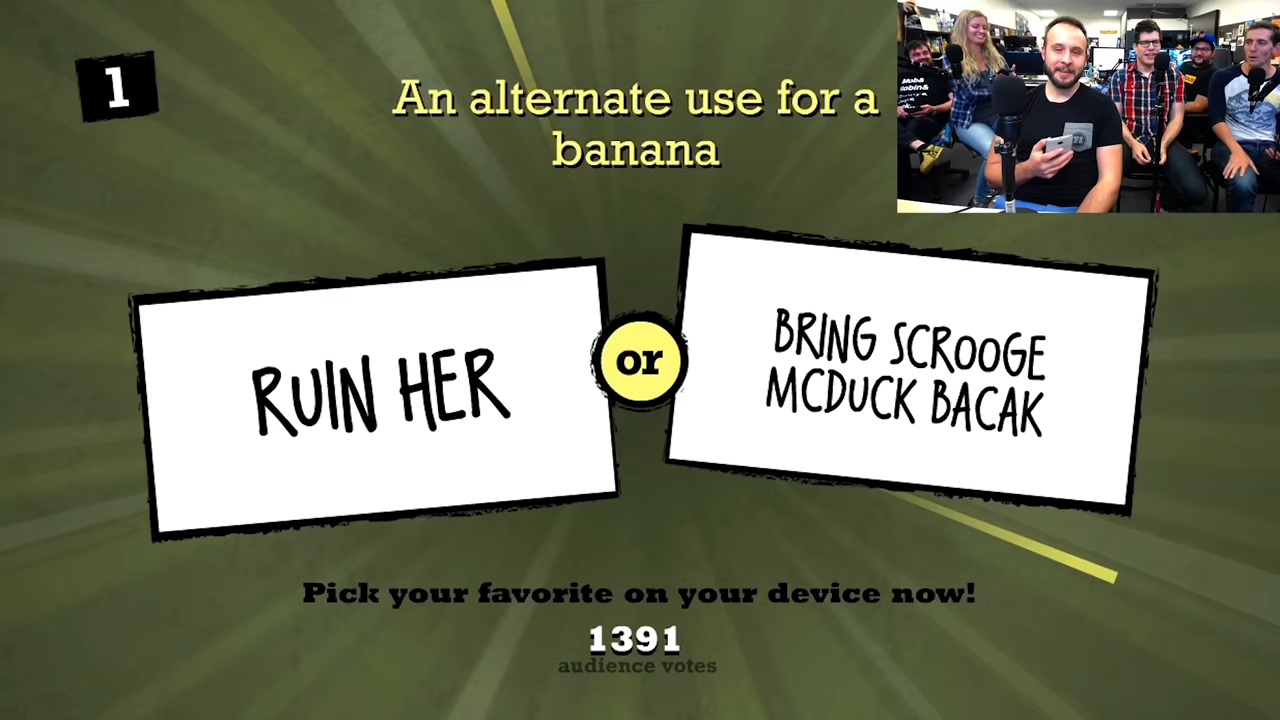 1
An alternate use for a
banana
RUIN HER
or
BRING SCROOGE
MCDUCK BACAK
Pick your favorite on your device now!
1391
audience votes